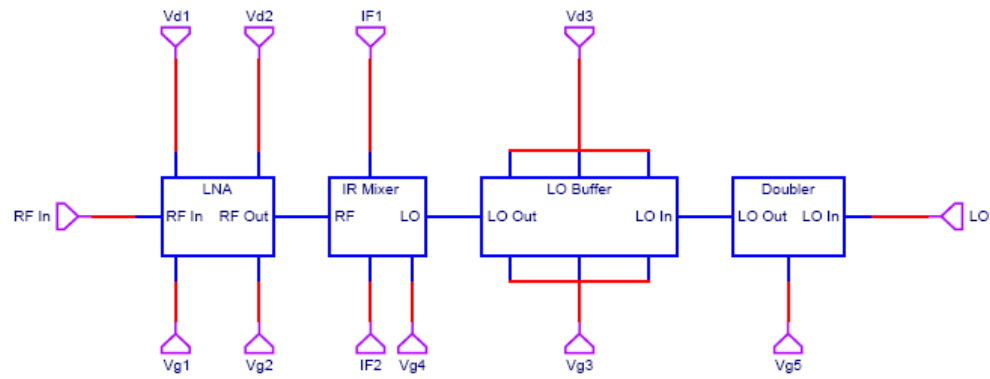 Vd1 Vd2 IF1 Vd3
LNA IR Mixer LO Buffer Doubler
RF In RF In RF Out RF LO LO Out LO In LO Out LO In LO
Vg1 Vg2 IF2 Vg4 Vg3 Vg5